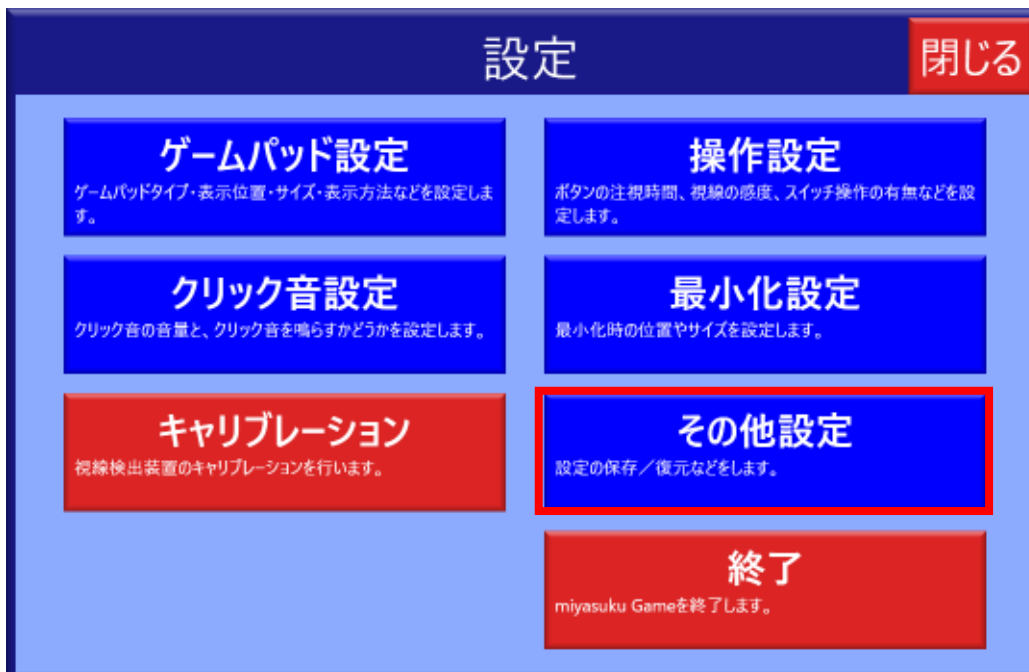 設定
閉じる
ゲームパッド設定
ゲームパッドタイプ・表示位置・サイズ・表示方法などを設定しま
す。
操作設定
ボタンの注視時間、視線の感度、スイッチ操作の有無などを設
定します。
クリック音設定
クリック音の音量と、クリック音を鳴らすかどうかを設定します。
最小化設定
最小化時の位置やサイズを設定します。
キャリブレーション
視線検出装置のキャリブレーションを行います。
その他設定
設定の保存／復元などをします。
終了
miyasuku Gameを終了します。